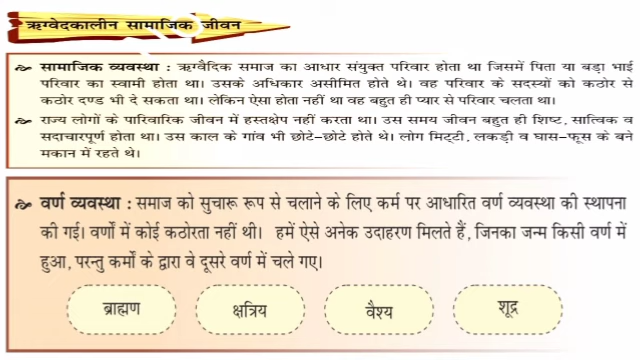 ऋग्वेदकालीन सामाजिक जीवन
सामाजिक व्यवस्था : ऋग्वैदिक समाज का आधार संयुक्त परिवार होता था जिसमें पिता या बड़ा भाई
परिवार का स्वामी होता था। उसके अधिकार असीमित होते थे। वह परिवार के सदस्यों को कठोर से
कठोर दण्ड भी दे सकता था। लेकिन ऐसा होता नहीं था वह बहुत ही प्यार से परिवार चलाता था।
राज्य लोगों के पारिवारिक जीवन में हस्तक्षेप नहीं करता था। उस समय जीवन बहुत ही शिष्ट, सात्विक व
सदाचारपूर्ण होता था। उस काल के गांव भी छोटे-छोटे होते थे। लोग मिट्टी, लकड़ी व घास-फूस के बने
मकान में रहते थे।
वर्ण व्यवस्था : समाज को सुचारू रूप से चलाने के लिए कर्म पर आधारित वर्ण व्यवस्था की स्थापना
की गई। वर्णों में कोई कठोरता नहीं थी। हमें ऐसे अनेक उदाहरण मिलते हैं, जिनका जन्म किसी वर्ण में
हुआ, परन्तु कर्मों के द्वारा वे दूसरे वर्ण में चले गए।
ब्राह्मण क्षत्रिय वैश्य शूद्र